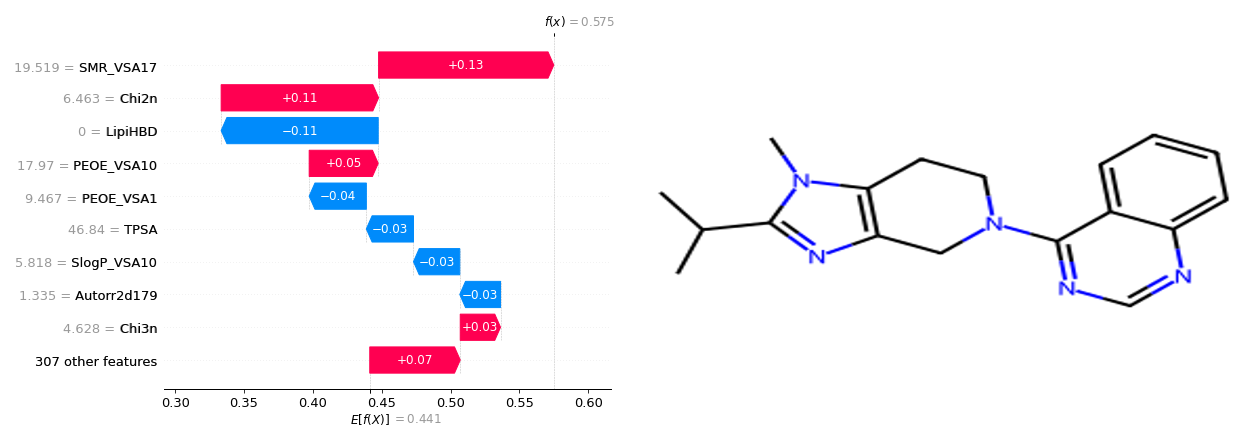 f(x) = 0.575
19.519 = SMR_VSA17
+0.13
6.463 = Chi2n
+0.11
0 = LipiHBD
−0.11
17.97 = PEOE_VSA10
+0.05
9.467 = PEOE_VSA1
−0.04
46.84 = TPSA
−0.03
5.818 = SlogP_VSA10
−0.03
1.335 = Autorr2d179
−0.03
4.628 = Chi3n
+0.03
307 other features
+0.07
0.30 0.35 0.40 0.45 0.50 0.55 0.60
E[f(X)] = 0.441
N
N
N
N
N